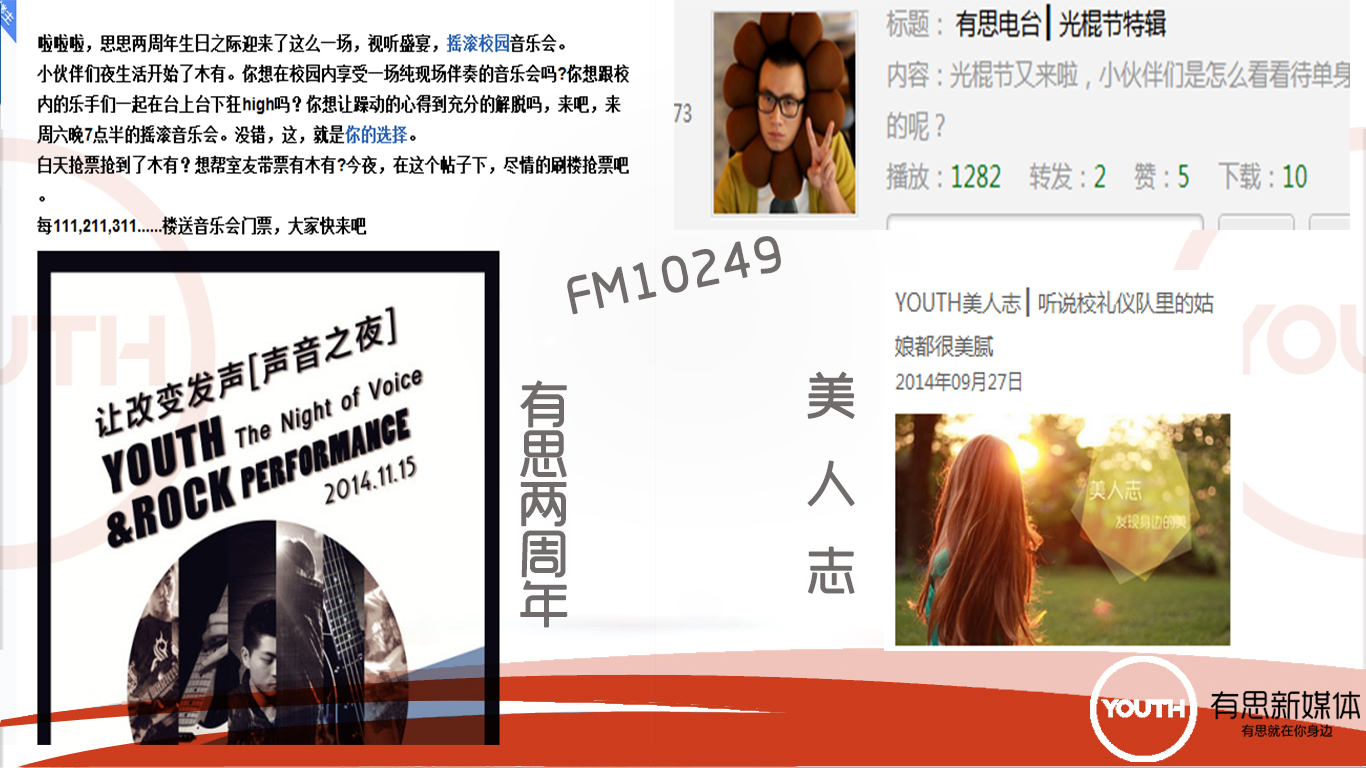 啦啦啦，思思两周年生日之际迎来了这么一场，视听盛宴，摇滚校园音乐会。
小伙伴们夜生活开始了木有。你想在校园内享受一场纯现场伴奏的音乐会吗?你想跟校
内的乐手们一起在台上台下狂high吗？你想让躁动的心得到充分的解脱吗，来吧，来
周六晚7点半的摇滚音乐会。没错，这，就是你的选择。
白天抢票抢到了木有？想帮室友带票有木有?今夜，在这个帖子下，尽情的刷楼抢票吧
。
每111,211,311......楼送音乐会门票，大家快来吧
让改变发声[声音之夜]
YOUTH The Night of Voice
&ROCK PERFORMANCE
2014.11.15
有思两周年
FM10249
73
标题： 有思电台┃光棍节特辑
内容：光棍节又来啦，小伙伴们是怎么看看待单身
的呢？
播放：1282 转发：2 赞：5 下载：10
美人志
YOUTH美人志┃听说校礼仪队里的姑
娘都很美腻
2014年09月27日
美人志
发现身边的美
YOUTH
有思新媒体
有思就在你身边